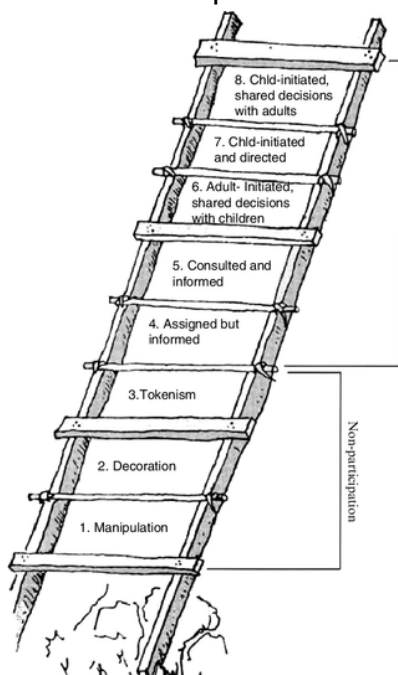 8. Chld-initiated,
shared decisions
with adults
7. Chld-initiated
and directed
6. Adult- Initiated,
shared decisions
with children
5. Consulted and
informed
4. Assigned but
informed
3.Tokenism
2. Decoration
1. Manipulation
Non-participation